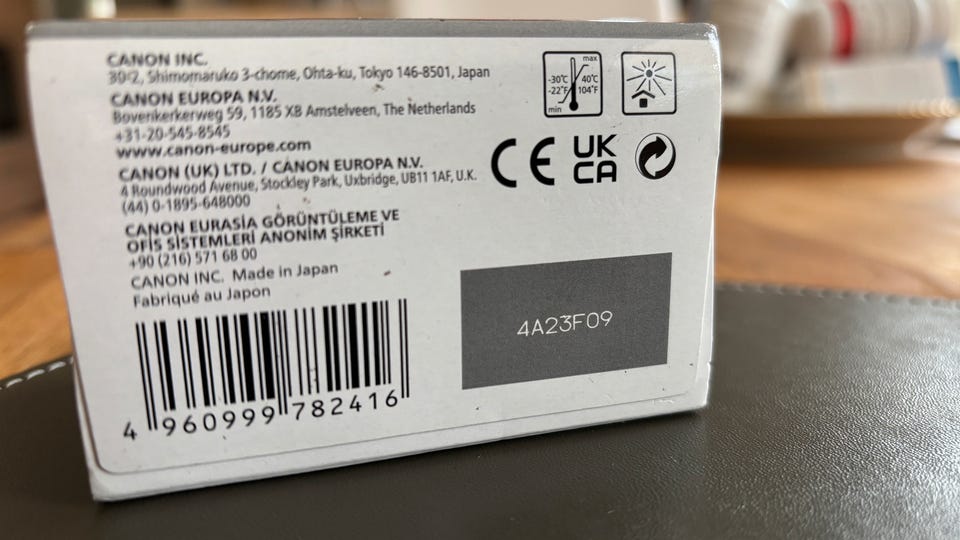 CANON INC.
30-2, Shimomaruko 3-chome, Ohta-ku, Tokyo 146-8501, Japan
CANON EUROPA N.V.
Bovenkerkerweg 59, 1185 XB Amstelveen, The Netherlands
+31-20-545-8545
www.canon-europe.com
CANON (UK) LTD. / CANON EUROPA N.V.
4 Roundwood Avenue, Stockley Park, Uxbridge, UB11 1AF, U.K.
(44) 0-1895-648000
CANON EURASIA GÖRÜNTÜLEME VE
OFİS SİSTEMLERİ ANONİM ŞİRKETİ
+90 (216) 571 68 00
CANON INC. Made in Japan
Fabriqué au Japon
4 960999 782416
max
-30°C 40°C
-22°F 104°F
min
CE UK
CA
4A23F09